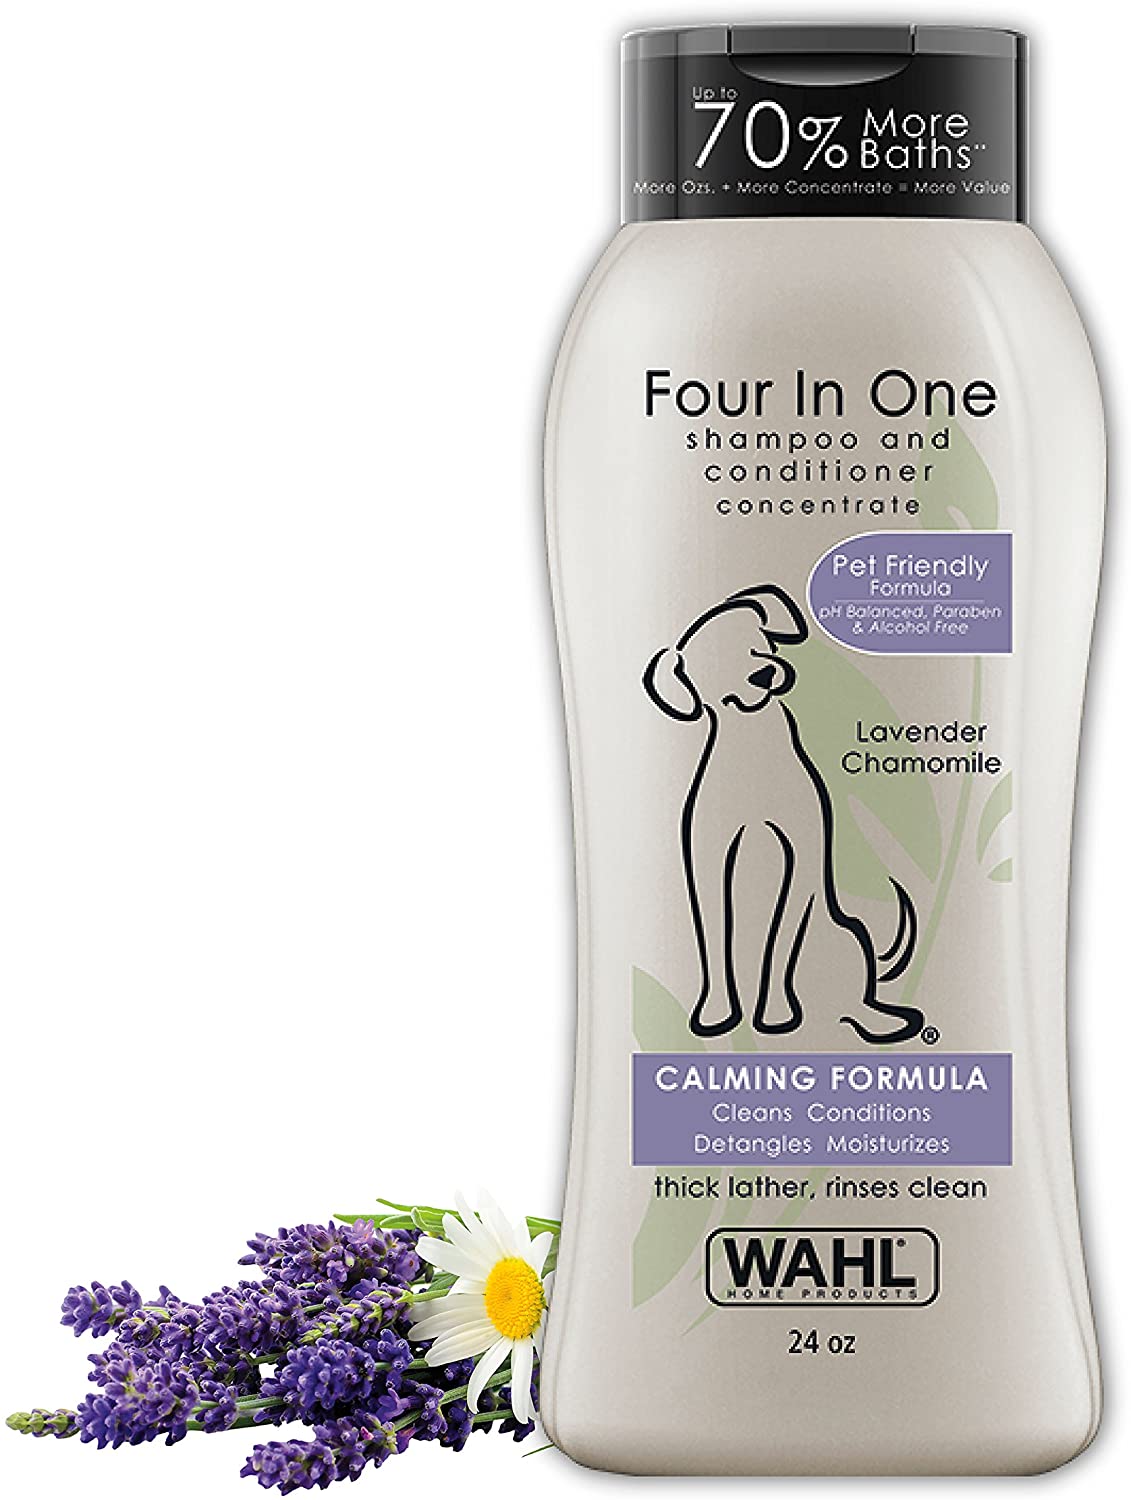 Up to
70% More
Baths**
More Ozs. + More Concentrate = More Value
Four In One
shampoo and
conditioner
concentrate
Pet Friendly
Formula
pH Balanced, Paraben
& Alcohol Free
Lavender
Chamomile
®
CALMING FORMULA
Cleans Conditions
Detangles Moisturizes
thick lather, rinses clean
WAHL®
HOME PRODUCTS
24 oz